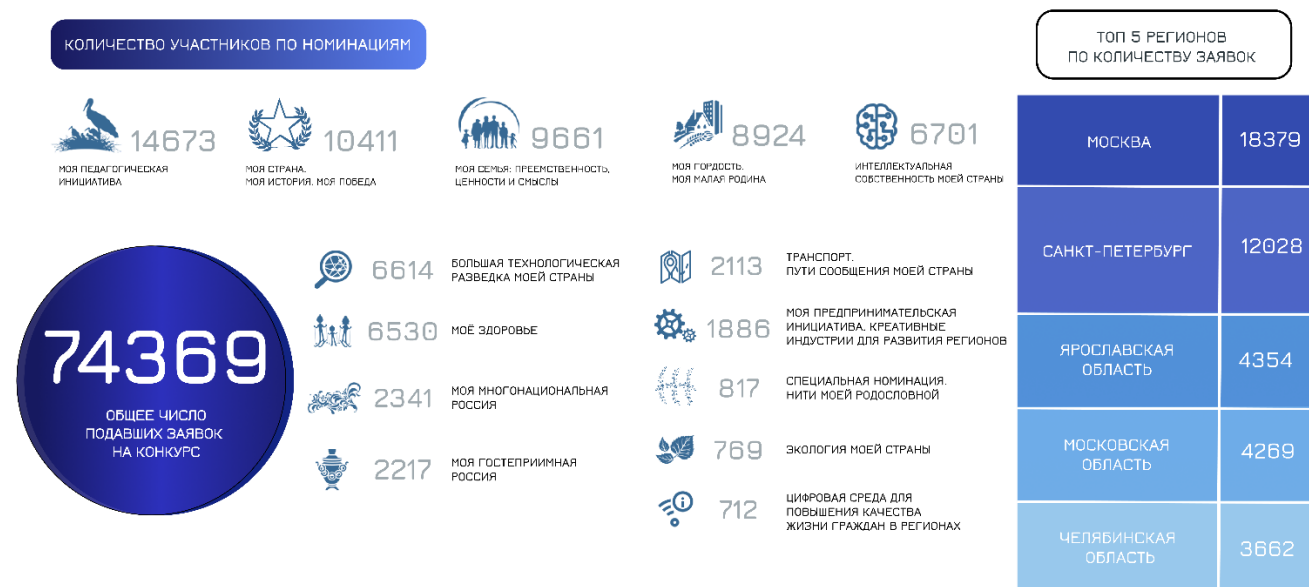 КОЛИЧЕСТВО УЧАСТНИКОВ ПО НОМИНАЦИЯМ
14673
МОЯ ПЕДАГОГИЧЕСКАЯ
ИНИЦИАТИВА
10411
МОЯ СТРАНА.
МОЯ ИСТОРИЯ. МОЯ ПОБЕДА
9661
МОЯ СЕМЬЯ: ПРЕЕМСТВЕННОСТЬ,
ЦЕННОСТИ И СМЫСЛЫ
8924
МОЯ ГОРДОСТЬ.
МОЯ МАЛАЯ РОДИНА
6701
ИНТЕЛЛЕКТУАЛЬНАЯ
СОБСТВЕННОСТЬ МОЕЙ СТРАНЫ
74369
ОБЩЕЕ ЧИСЛО
ПОДАВШИХ ЗАЯВОК
НА КОНКУРС
6614
БОЛЬШАЯ ТЕХНОЛОГИЧЕСКАЯ
РАЗВЕДКА МОЕЙ СТРАНЫ
6530
МОЁ ЗДОРОВЬЕ
2341
МОЯ МНОГОНАЦИОНАЛЬНАЯ
РОССИЯ
2217
МОЯ ГОСТЕПРИИМНАЯ
РОССИЯ
2113
ТРАНСПОРТ.
ПУТИ СООБЩЕНИЯ МОЕЙ СТРАНЫ
1886
МОЯ ПРЕДПРИНИМАТЕЛЬСКАЯ
ИНИЦИАТИВА. КРЕАТИВНЫЕ
ИНДУСТРИИ ДЛЯ РАЗВИТИЯ РЕГИОНОВ
817
СПЕЦИАЛЬНАЯ НОМИНАЦИЯ.
НИТИ МОЕЙ РОДОСЛОВНОЙ
769
ЭКОЛОГИЯ МОЕЙ СТРАНЫ
712
ЦИФРОВАЯ СРЕДА ДЛЯ
ПОВЫШЕНИЯ КАЧЕСТВА
ЖИЗНИ ГРАЖДАН В РЕГИОНАХ
ТОП 5 РЕГИОНОВ
ПО КОЛИЧЕСТВУ ЗАЯВОК
МОСКВА 18379
САНКТ-ПЕТЕРБУРГ 12028
ЯРОСЛАВСКАЯ
ОБЛАСТЬ
4354
МОСКОВСКАЯ
ОБЛАСТЬ
4269
ЧЕЛЯБИНСКАЯ
ОБЛАСТЬ
3662